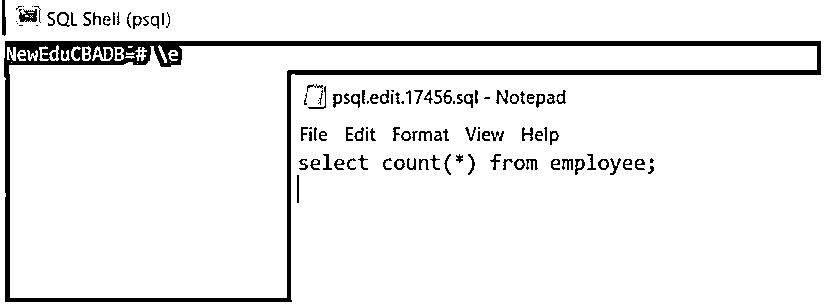 SQL Shell (psql)
NewEduCBADB=# \e
psql.edit.17456.sql - Notepad
File Edit Format View Help
select count(*) from employee;